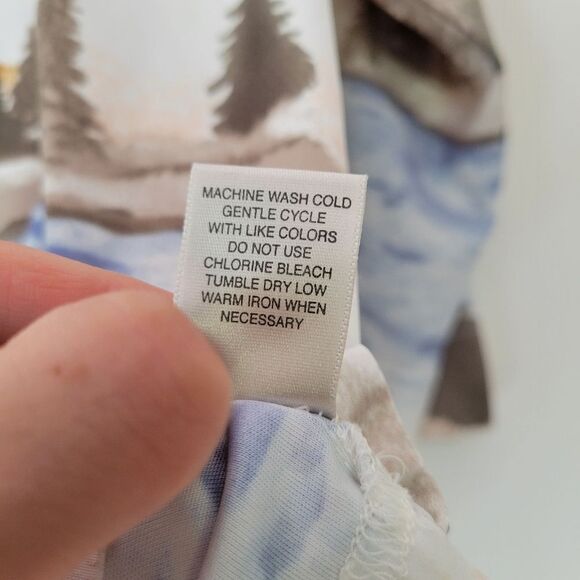 MACHINE WASH COLD
GENTLE CYCLE
WITH LIKE COLORS
DO NOT USE
CHLORINE BLEACH
TUMBLE DRY LOW
WARM IRON WHEN
NECESSARY